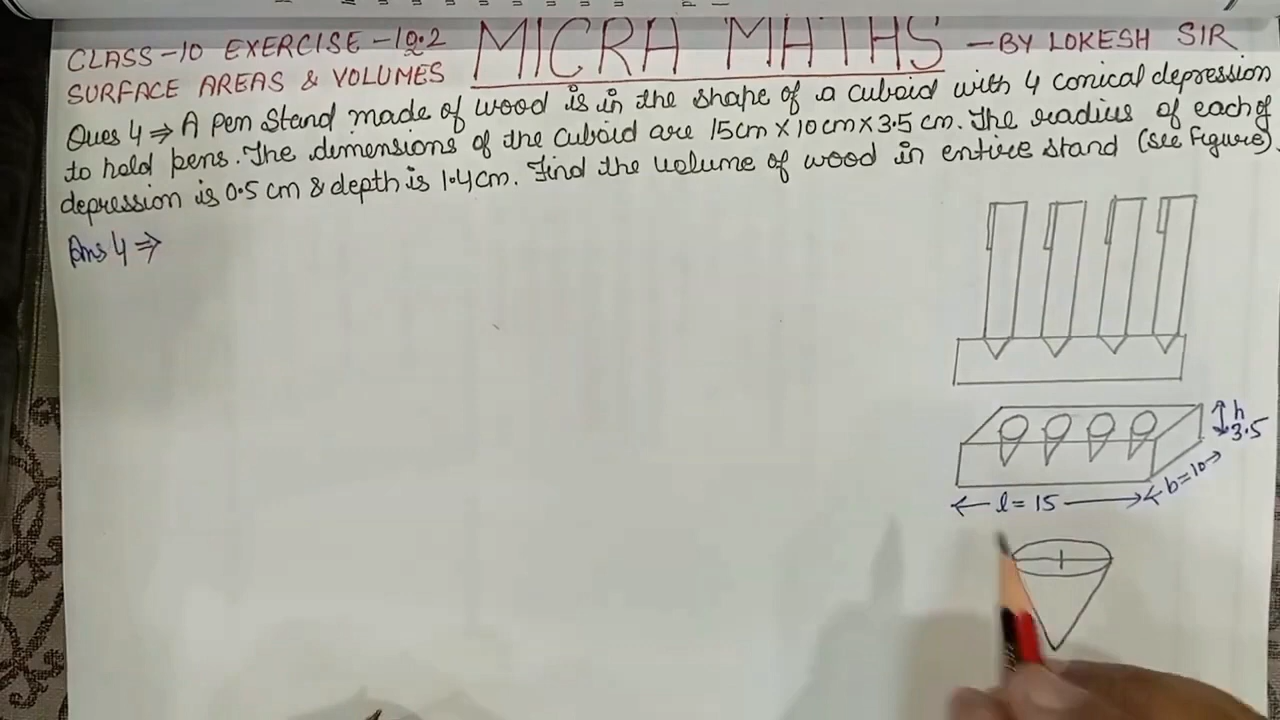 CLASS-10 EXERCISE-12.2 MICRA MATHS -BY LOKESH SIR
SURFACE AREAS & VOLUMES
Ques 4 ⇒ A Pen Stand made of wood is in the shape of a cuboid with 4 conical depression
to hold pens. The dimensions of the cuboid are 15cm×10cm×3.5 cm. The radius of each of
depression is 0.5 cm & depth is 1.4cm. Find the volume of wood in entire stand (see Figure).
Ans 4 ⇒
h
3.5
b=10
l=15